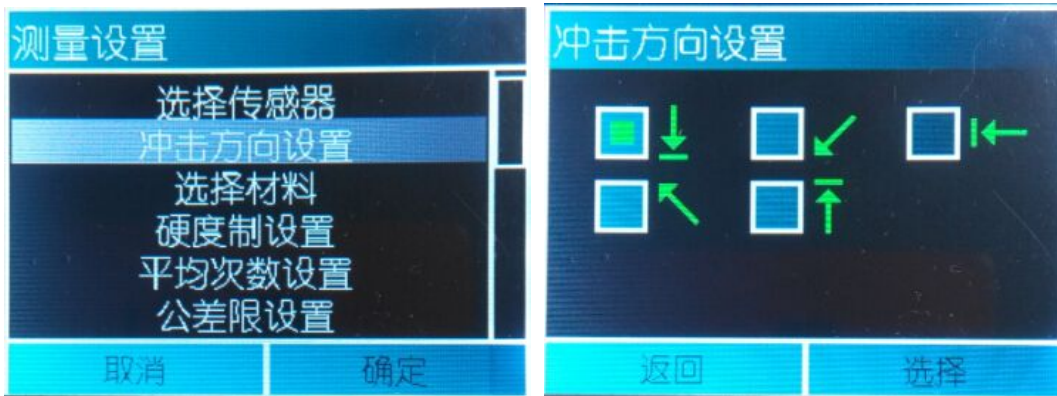 测量设置
选择传感器
冲击方向设置
选择材料
硬度制设置
平均次数设置
公差限设置
取消
确定
冲击方向设置
返回
选择